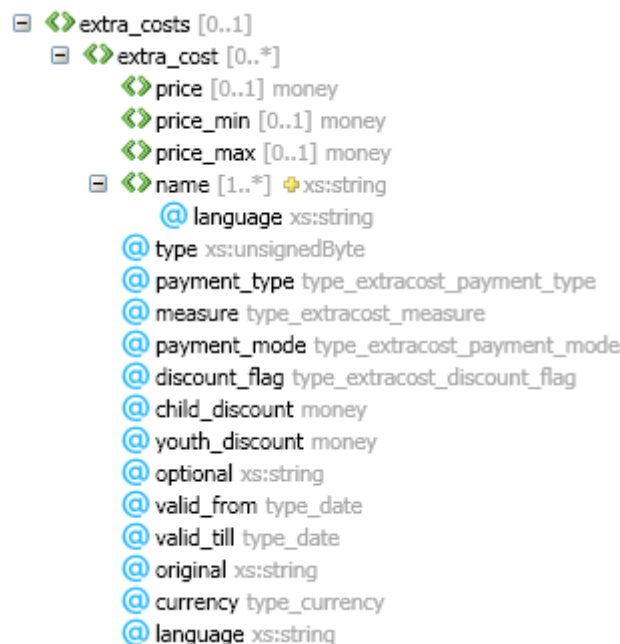 extra_costs [0..1]
extra_cost [0..*]
price [0..1] money
price_min [0..1] money
price_max [0..1] money
name [1..*] xs:string
@ language xs:string
@ type xs:unsignedByte
@ payment_type type_extracost_payment_type
@ measure type_extracost_measure
@ payment_mode type_extracost_payment_mode
@ discount_flag type_extracost_discount_flag
@ child_discount money
@ youth_discount money
@ optional xs:string
@ valid_from type_date
@ valid_till type_date
@ original xs:string
@ currency type_currency
@ language xs:string